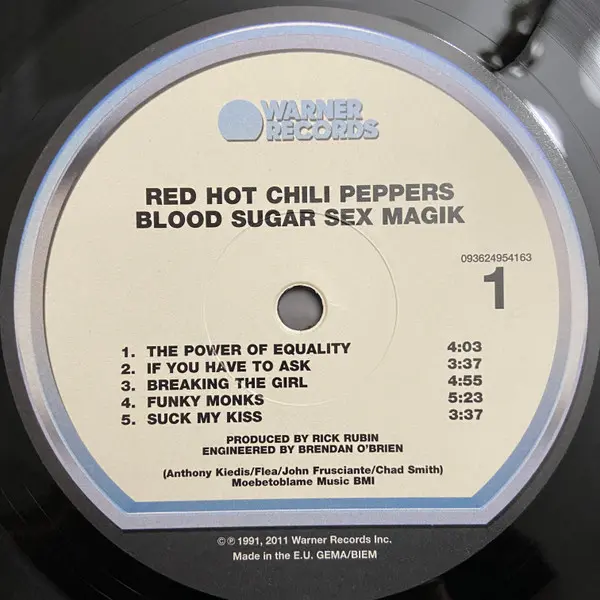 WARNER
RECORDS
RED HOT CHILI PEPPERS
BLOOD SUGAR SEX MAGIK
093624954163
1
1. THE POWER OF EQUALITY 4:03
2. IF YOU HAVE TO ASK 3:37
3. BREAKING THE GIRL 4:55
4. FUNKY MONKS 5:23
5. SUCK MY KISS 3:37
PRODUCED BY RICK RUBIN
ENGINEERED BY BRENDAN O'BRIEN
(Anthony Kiedis/Flea/John Frusciante/Chad Smith)
Moebetoblame Music BMI
©℗ 1991, 2011 Warner Records Inc.
Made in the E.U. GEMA/BIEM